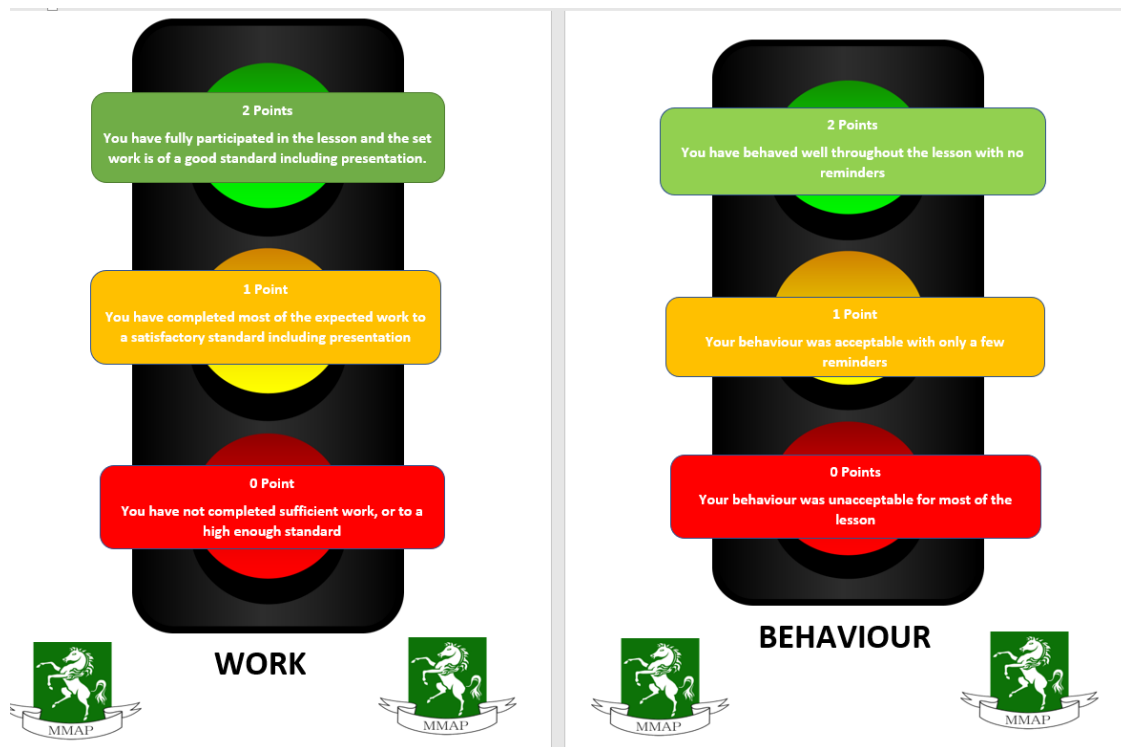 2 Points
You have fully participated in the lesson and the set
work is of a good standard including presentation.
1 Point
You have completed most of the expected work to
a satisfactory standard including presentation
0 Point
You have not completed sufficient work, or to a
high enough standard
WORK
MMAP
MMAP
2 Points
You have behaved well throughout the lesson with no
reminders
1 Point
Your behaviour was acceptable with only a few
reminders
0 Points
Your behaviour was unacceptable for most of the
lesson
BEHAVIOUR
MMAP
MMAP